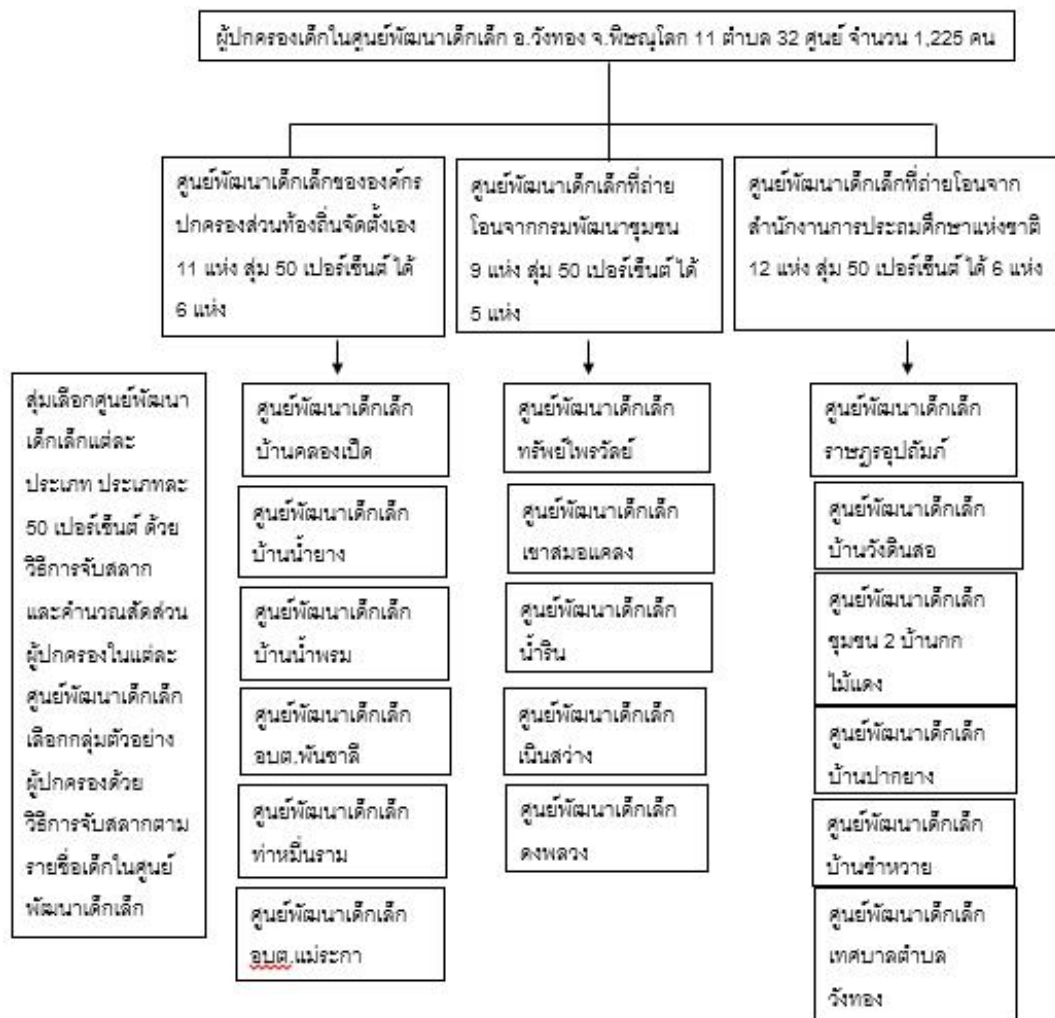 ผู้ปกครองเด็กในศูนย์พัฒนาเด็กเล็ก อ.วังทอง จ.พิษณุโลก 11 ตำบล 32 ศูนย์ จำนวน 1,225 คน
ศูนย์พัฒนาเด็กเล็กขององค์กร
ปกครองส่วนท้องถิ่นจัดตั้งเอง
11 แห่ง สุ่ม 50 เปอร์เซ็นต์ ได้
6 แห่ง
ศูนย์พัฒนาเด็กเล็กที่ถ่าย
โอนจากกรมพัฒนาชุมชน
9 แห่ง สุ่ม 50 เปอร์เซ็นต์ ได้
5 แห่ง
ศูนย์พัฒนาเด็กเล็กที่ถ่ายโอนจาก
สำนักงานการประถมศึกษาแห่งชาติ
12 แห่ง สุ่ม 50 เปอร์เซ็นต์ ได้ 6 แห่ง
สุ่มเลือกศูนย์พัฒนา
เด็กเล็กแต่ละ
ประเภท ประเภทละ
50 เปอร์เซ็นต์ ด้วย
วิธีการจับสลาก
และคำนวณสัดส่วน
ผู้ปกครองในแต่ละ
ศูนย์พัฒนาเด็กเล็ก
เลือกกลุ่มตัวอย่าง
ผู้ปกครองด้วย
วิธีการจับสลากตาม
รายชื่อเด็กในศูนย์
พัฒนาเด็กเล็ก
ศูนย์พัฒนาเด็กเล็ก
บ้านคลองเป็ด
ศูนย์พัฒนาเด็กเล็ก
บ้านน้ำยาง
ศูนย์พัฒนาเด็กเล็ก
บ้านน้ำพรม
ศูนย์พัฒนาเด็กเล็ก
อบต.พันชาลี
ศูนย์พัฒนาเด็กเล็ก
ท่าหมื่นราม
ศูนย์พัฒนาเด็กเล็ก
อบต.แม่ระกา
ศูนย์พัฒนาเด็กเล็ก
ทรัพย์ไพรวัลย์
ศูนย์พัฒนาเด็กเล็ก
เขาสมอแคลง
ศูนย์พัฒนาเด็กเล็ก
น้ำริน
ศูนย์พัฒนาเด็กเล็ก
เนินสว่าง
ศูนย์พัฒนาเด็กเล็ก
ดงพลวง
ศูนย์พัฒนาเด็กเล็ก
ราษฎรอุปถัมภ์
ศูนย์พัฒนาเด็กเล็ก
บ้านวังดินสอ
ศูนย์พัฒนาเด็กเล็ก
ชุมชน 2 บ้านกก
ไม้แดง
ศูนย์พัฒนาเด็กเล็ก
บ้านปากยาง
ศูนย์พัฒนาเด็กเล็ก
บ้านซำหวาย
ศูนย์พัฒนาเด็กเล็ก
เทศบาลตำบล
วังทอง